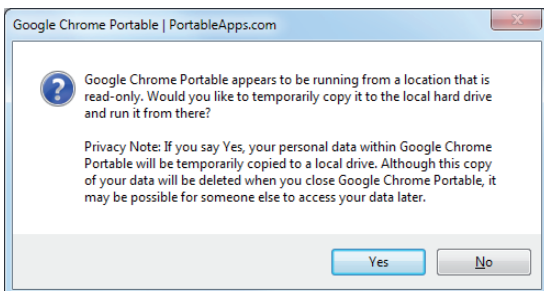 Google Chrome Portable | PortableApps.com
Google Chrome Portable appears to be running from a location that is
read-only. Would you like to temporarily copy it to the local hard drive
and run it from there?
Privacy Note: If you say Yes, your personal data within Google Chrome
Portable will be temporarily copied to a local drive. Although this copy
of your data will be deleted when you close Google Chrome Portable, it
may be possible for someone else to access your data later.
Yes No